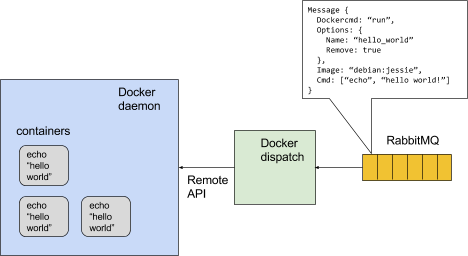 Message {
Dockercmd: “run”,
Options: {
Name: “hello_world”
Remove: true
},
Image: “debian:jessie”,
Cmd: [“echo”, “hello world!”]
}
Docker
daemon
containers
echo
“hello
world”
echo
“hello
world”
echo
“hello
world”
Remote
API
Docker
dispatch
RabbitMQ